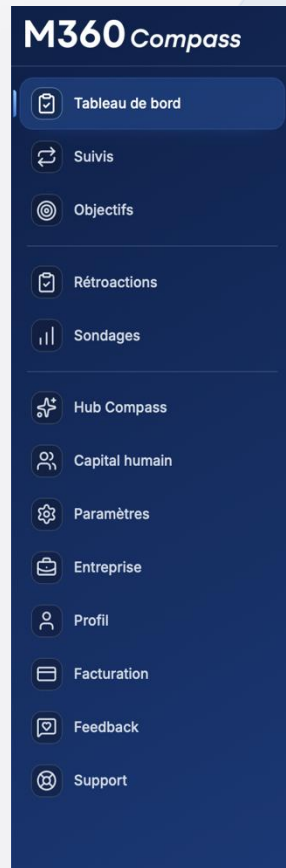 M360 Compass
Tableau de bord
Suivis
Objectifs
Rétroactions
Sondages
Hub Compass
Capital humain
Paramètres
Entreprise
Profil
Facturation
Feedback
Support